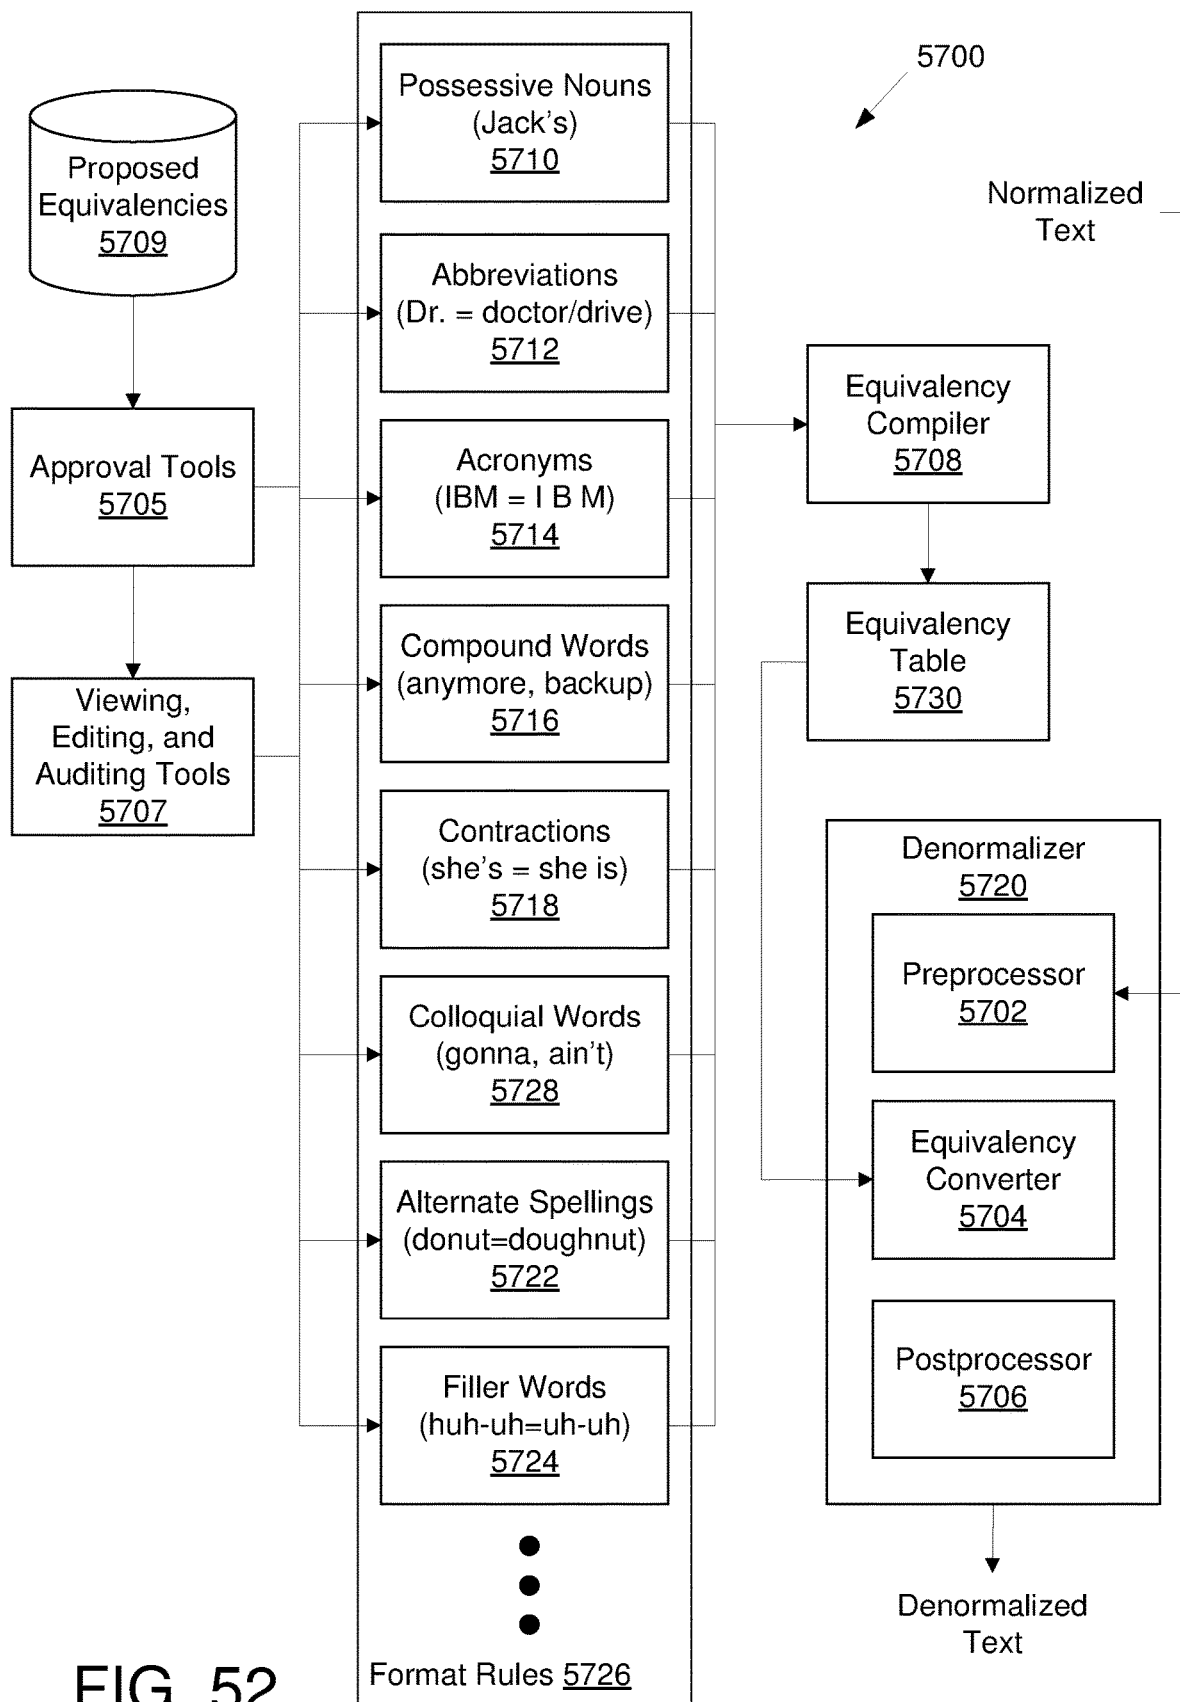 5700
Proposed
Equivalencies
5709
Approval Tools
5705
Viewing,
Editing, and
Auditing Tools
5707
Possessive Nouns
(Jack's)
5710
Abbreviations
(Dr. = doctor/drive)
5712
Acronyms
(IBM = I B M)
5714
Compound Words
(anymore, backup)
5716
Contractions
(she's = she is)
5718
Colloquial Words
(gonna, ain't)
5728
Alternate Spellings
(donut=doughnut)
5722
Filler Words
(huh-uh=uh-uh)
5724
Format Rules 5726
Normalized
Text
Equivalency
Compiler
5708
Equivalency
Table
5730
Denormalizer
5720
Preprocessor
5702
Equivalency
Converter
5704
Postprocessor
5706
Denormalized
Text
FIG. 52